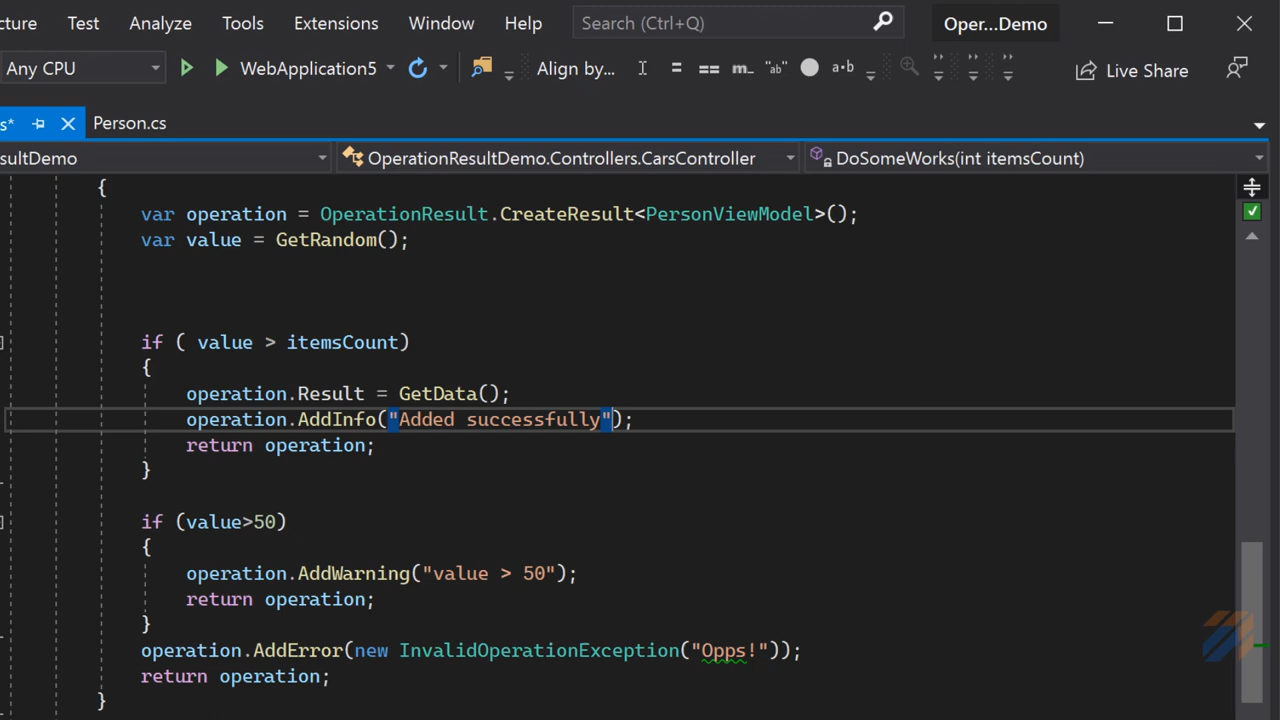 cture Test Analyze Tools Extensions Window Help Search (Ctrl+Q) Oper...Demo
Any CPU WebApplication5 Align by... = == m.. "ab" a•b Live Share
s* Person.cs
sultDemo OperationResultDemo.Controllers.CarsController DoSomeWorks(int itemsCount)
{
var operation = OperationResult.CreateResult<PersonViewModel>();
var value = GetRandom();
if ( value > itemsCount)
{
operation.Result = GetData();
operation.AddInfo("Added successfully");
return operation;
}
if (value>50)
{
operation.AddWarning("value > 50");
return operation;
}
operation.AddError(new InvalidOperationException("Opps!"));
return operation;
}